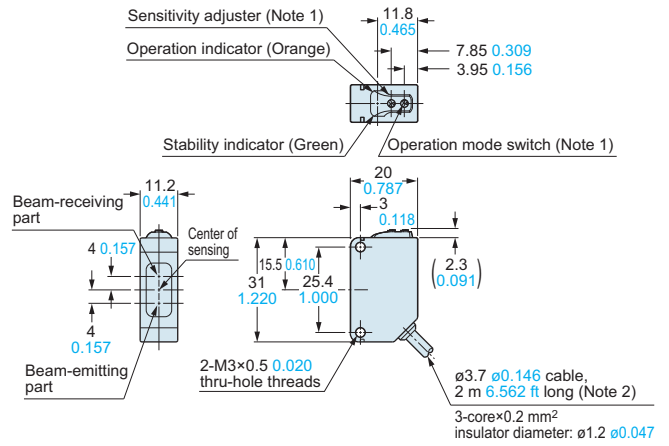 Sensitivity adjuster (Note 1)
11.8
0.465
Operation indicator (Orange)
7.85 0.309
3.95 0.156
Stability indicator (Green)
Operation mode switch (Note 1)
11.2
0.441
20
0.787
Beam-receiving
part
3
0.118
4 0.157
Center of
sensing
15.5 0.610
31
1.220
25.4
1.000
2.3
(0.091)
4
0.157
Beam-emitting
part
2-M3×0.5 0.020
thru-hole threads
ø3.7 ø0.146 cable,
2 m 6.562 ft long (Note 2)
3-core×0.2 mm²
insulator diameter: ø1.2 ø0.047